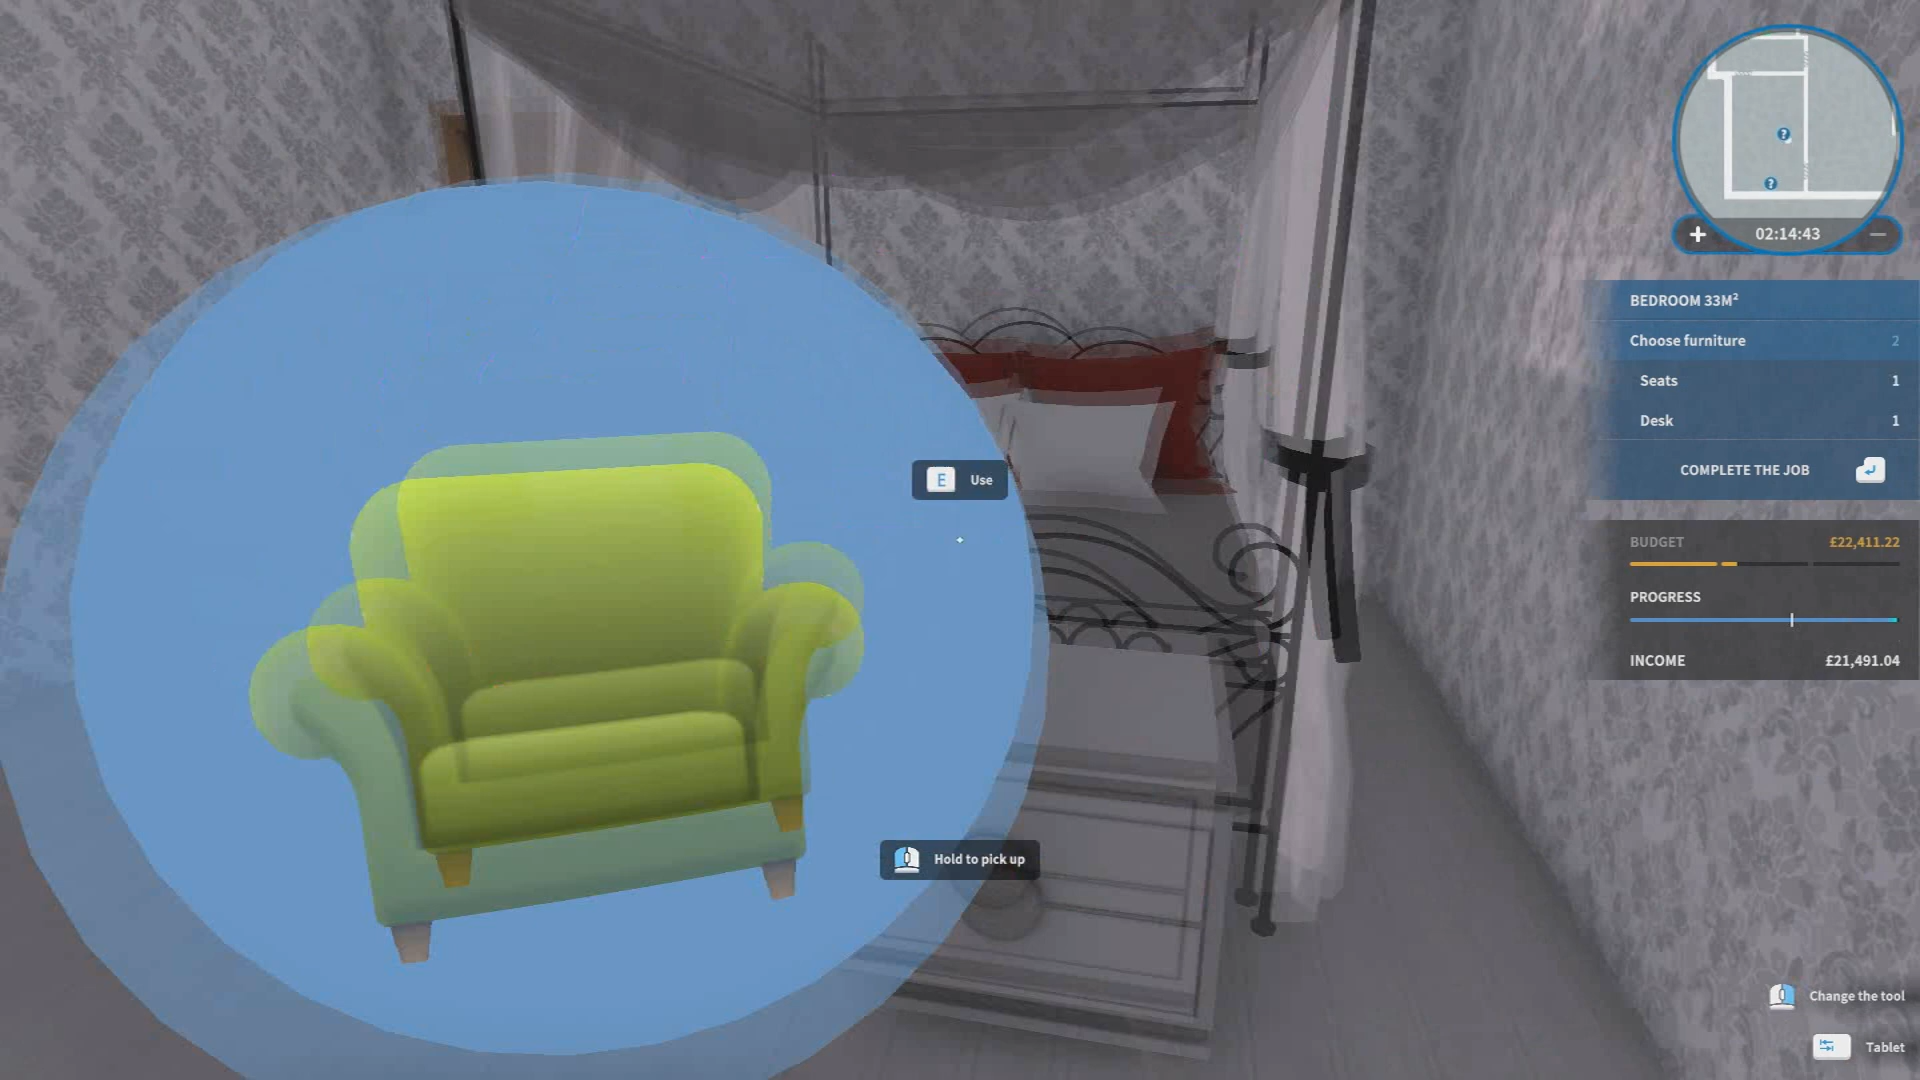 02:14:43
BEDROOM 33M²
Choose furniture 2
Seats 1
Desk 1
COMPLETE THE JOB
E Use
BUDGET £22,411.22
PROGRESS
INCOME £21,491.04
Hold to pick up
Change the tool
Tablet